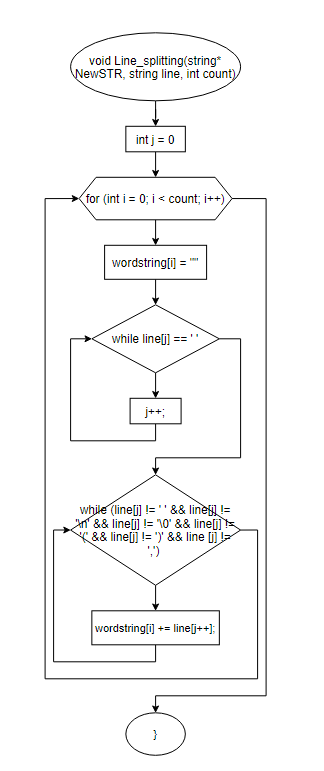 void Line_splitting(string*
NewSTR, string line, int count)
int j = 0
for (int i = 0; i < count; i++)
wordstring[i] = ""
while line[j] == ' '
j++;
while (line[j] != ' ' && line[j] !=
'\n' && line[j] != '\0' && line[j] !=
'(' && line[j] != ')' && line [j] !=
',')
wordstring[i] += line[j++];
}